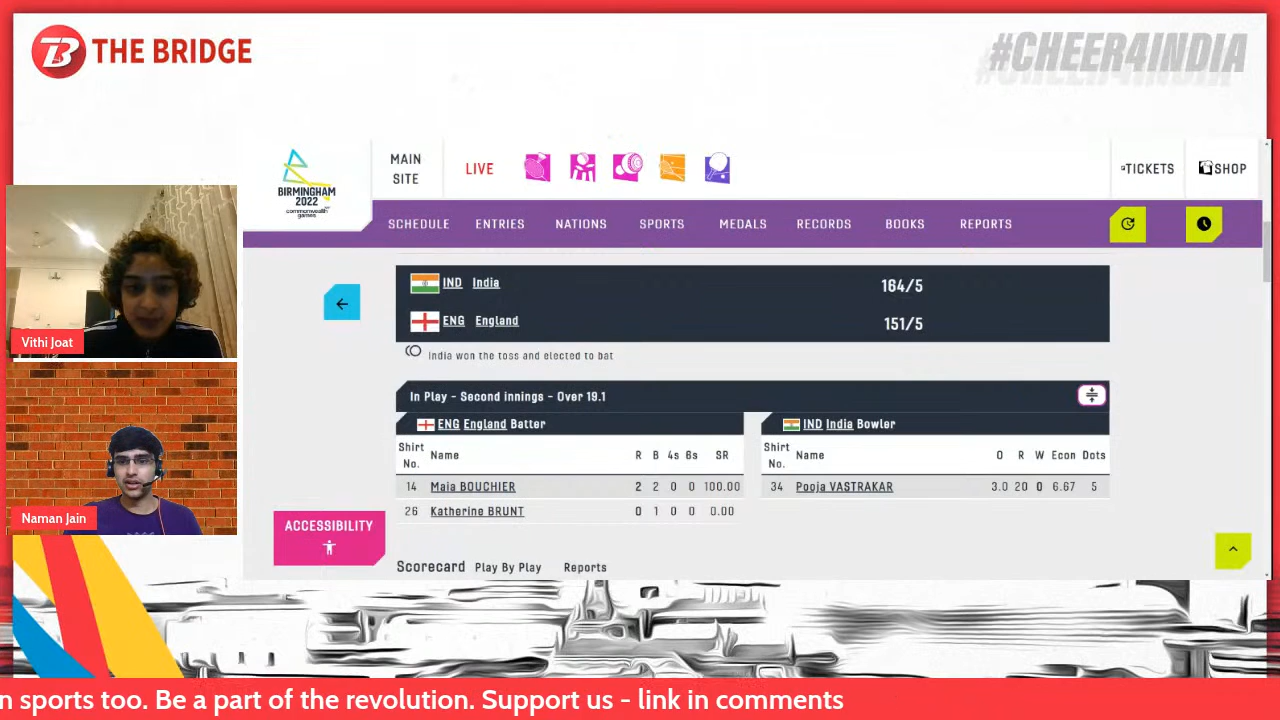 THE BRIDGE
#CHEER4INDIA
BIRMINGHAM
2022
commonwealth
games
MAIN
SITE
LIVE
TICKETS
SHOP
SCHEDULE ENTRIES NATIONS SPORTS MEDALS RECORDS BOOKS REPORTS
IND India 164/5
ENG England 151/5
India won the toss and elected to bat
In Play - Second innings - Over 19.1
ENG England Batter
Shirt No. Name R B 4s 6s SR
14 Maia BOUCHIER 2 2 0 0 100.00
26 Katherine BRUNT 0 1 0 0 0.00
IND India Bowler
Shirt No. Name O R W Econ Dots
34 Pooja VASTRAKAR 3.0 20 0 6.67 5
ACCESSIBILITY
Scorecard Play By Play Reports
Vithi Joat
Naman Jain
n sports too. Be a part of the revolution. Support us - link in comments